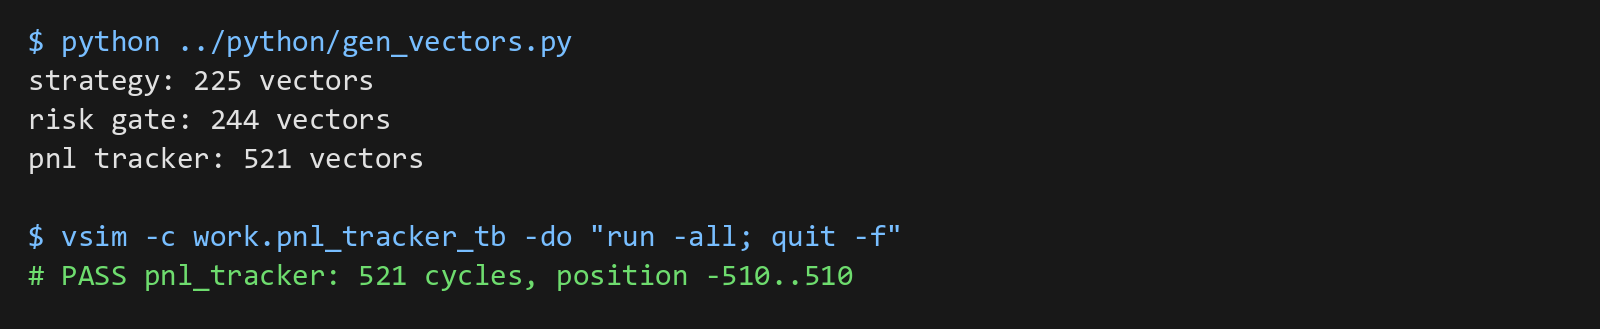 $ python ../python/gen_vectors.py
strategy: 225 vectors
risk gate: 244 vectors
pnl tracker: 521 vectors
$ vsim -c work.pnl_tracker_tb -do "run -all; quit -f"
# PASS pnl_tracker: 521 cycles, position -510..510